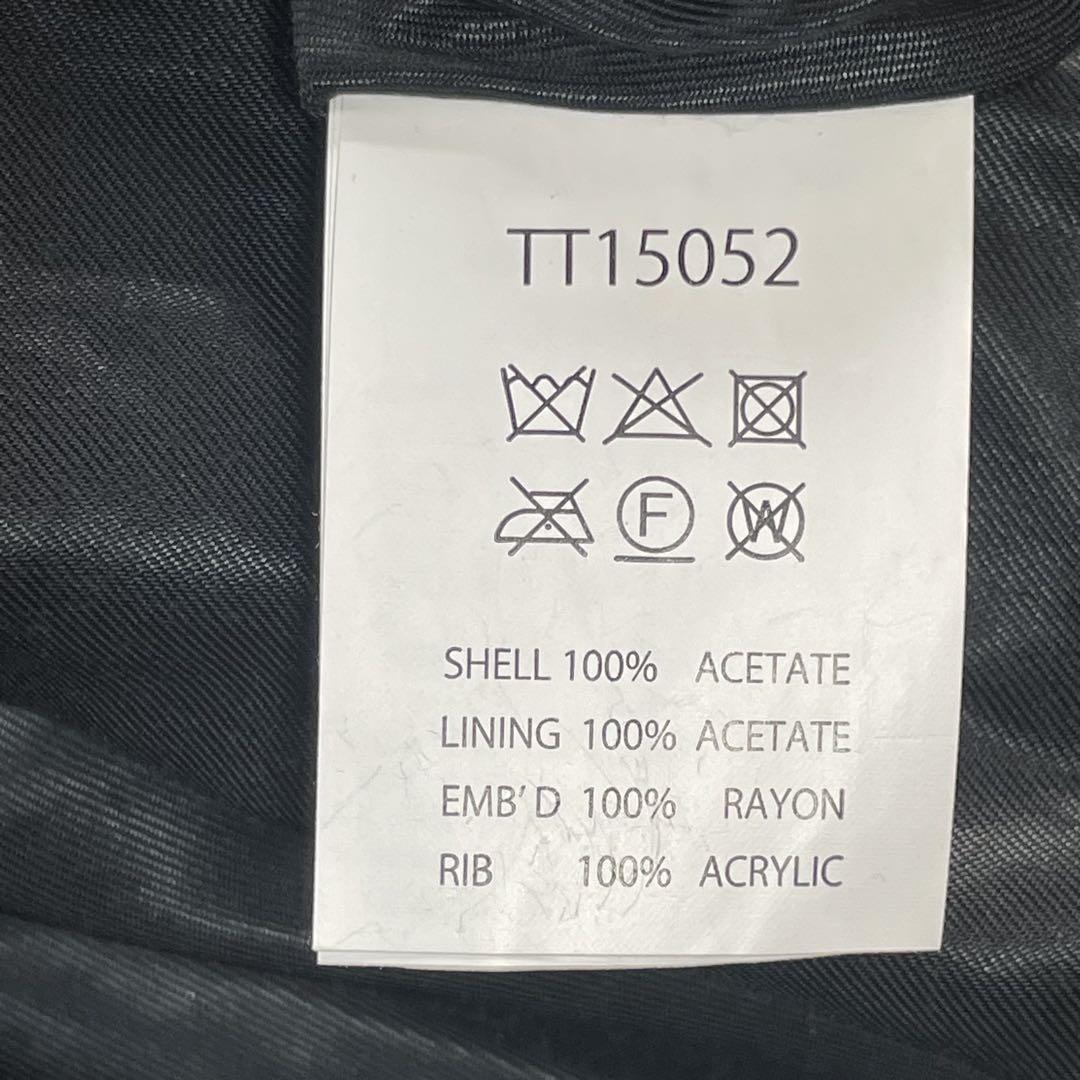 TT15052
F W
SHELL 100% ACETATE
LINING 100% ACETATE
EMB'D 100% RAYON
RIB 100% ACRYLIC